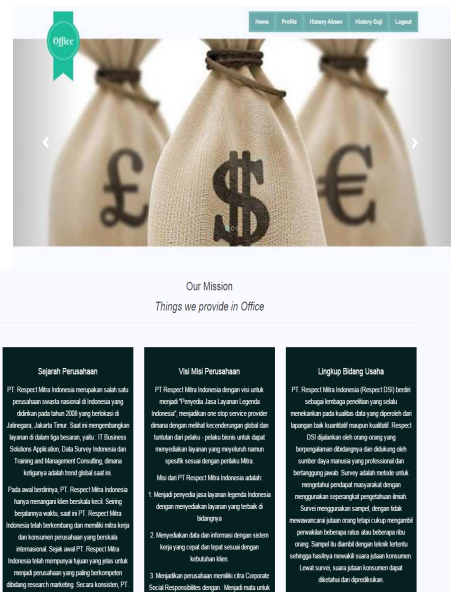 Office
Home Profile History Absen History Gaji Logout
£ $ €
Our Mission
Things we provide in Office
Sejarah Perusahaan
PT. Respect Mitra Indonesia merupakan salah satu
perusahaan swasta nasional di Indonesia yang
didirikan pada tahun 2008 yang berlokasi di
Jatinegara, Jakarta Timur. Saat ini mengembangkan
layanan di dalam tiga besaran, yaitu : IT Business
Solutions Application, Data Survey Indonesia dan
Training and Management Consulting, dimana
ketiganya adalah trend global saat ini.
Pada awal berdirinya, PT. Respect Mitra Indonesia
hanya menangani klien berskala kecil. Seiring
berjalannya waktu, saat ini PT. Respect Mitra
Indonesia telah berkembang dan memiliki mitra kerja
dan konsumen perusahaan yang berskala
internasional. Sejak awal PT. Respect Mitra
Indonesia telah mempunyai tujuan yang jelas untuk
menjadi perusahaan yang paling berkompeten
dibidang research marketing. Secara konsisten, PT.
Visi Misi Perusahaan
PT Respect Mitra Indonesia dengan visi untuk
menjadi "Penyedia Jasa Layanan Legenda
Indonesia", menjadikan one stop service provider
dimana dengan melihat kecenderungan global dan
tuntutan dari pelaku - pelaku bisnis untuk dapat
menyediakan layanan yang meyeluruh namun
spesifik sesuai dengan perilaku Mitra.
Misi dari PT Respect Mitra Indonesia adalah:
1. Menjadi penyedia jasa layanan legenda Indonesia
dengan menyediakan layanan yang terbaik di
bidangnya
2. Menyediakan data dan informasi dengan sistem
kerja yang cepat dan tepat sesuai dengan
kebutuhan klien.
3. Menjadikan perusahaan memiliki citra Corporate
Social Responsibilites dengan : Menjadi mata untuk
Lingkup Bidang Usaha
PT. Respect Mitra Indonesia (Respect DSI) berdiri
sebagai lembaga penelitian yang selalu
menekankan pada kualitas data yang diperoleh dari
lapangan baik kuantitatif maupun kualitatif. Respect
DSI dijalankan oleh orang-orang yang
berpengalaman dibidangnya dan didukung oleh
sumber daya manusia yang professional dan
bertanggung jawab. Survey adalah metode untuk
mengetahui pendapat masyarakat dengan
menggunakan seperangkat pengetahuan ilmiah.
Survei menggunakan sampel, dengan tidak
mewawancarai jutaan orang tetapi cukup mengambil
perwakilan beberapa ratus atau beberapa ribu
orang. Sampel itu diambil dengan teknik tertentu
sehingga hasilnya mewakili suara jutaan konsumen.
Lewat survei, suara jutaan konsumen dapat
diketahui dan diprediksikan.